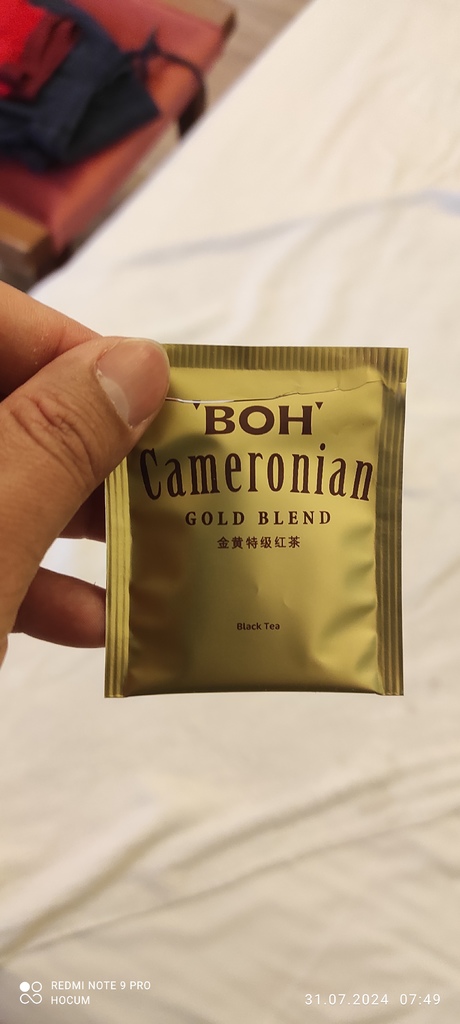 'BOH'
Cameronian
GOLD BLEND
金黄特级红茶
Black Tea
REDMI NOTE 9 PRO
HOCUM
31.07.2024 07:49